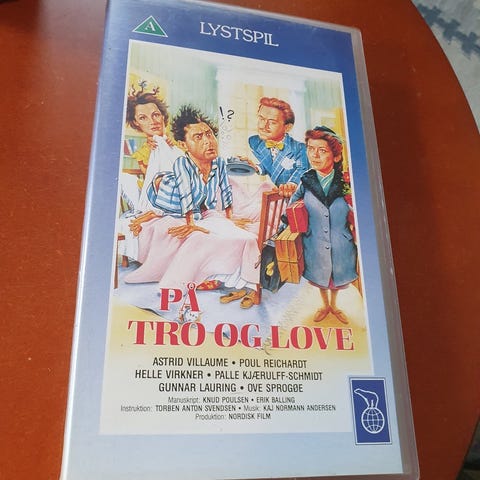 A
LYSTSPIL
!?
PÅ
TRO OG LOVE
ASTRID VILLAUME • POUL REICHARDT
HELLE VIRKNER • PALLE KJÆRULFF-SCHMIDT
GUNNAR LAURING • OVE SPROGØE
Manuskript: KNUD POULSEN • ERIK BALLING
Instruktion: TORBEN ANTON SVENDSEN • Musik: KAJ NORMANN ANDERSEN
Produktion: NORDISK FILM